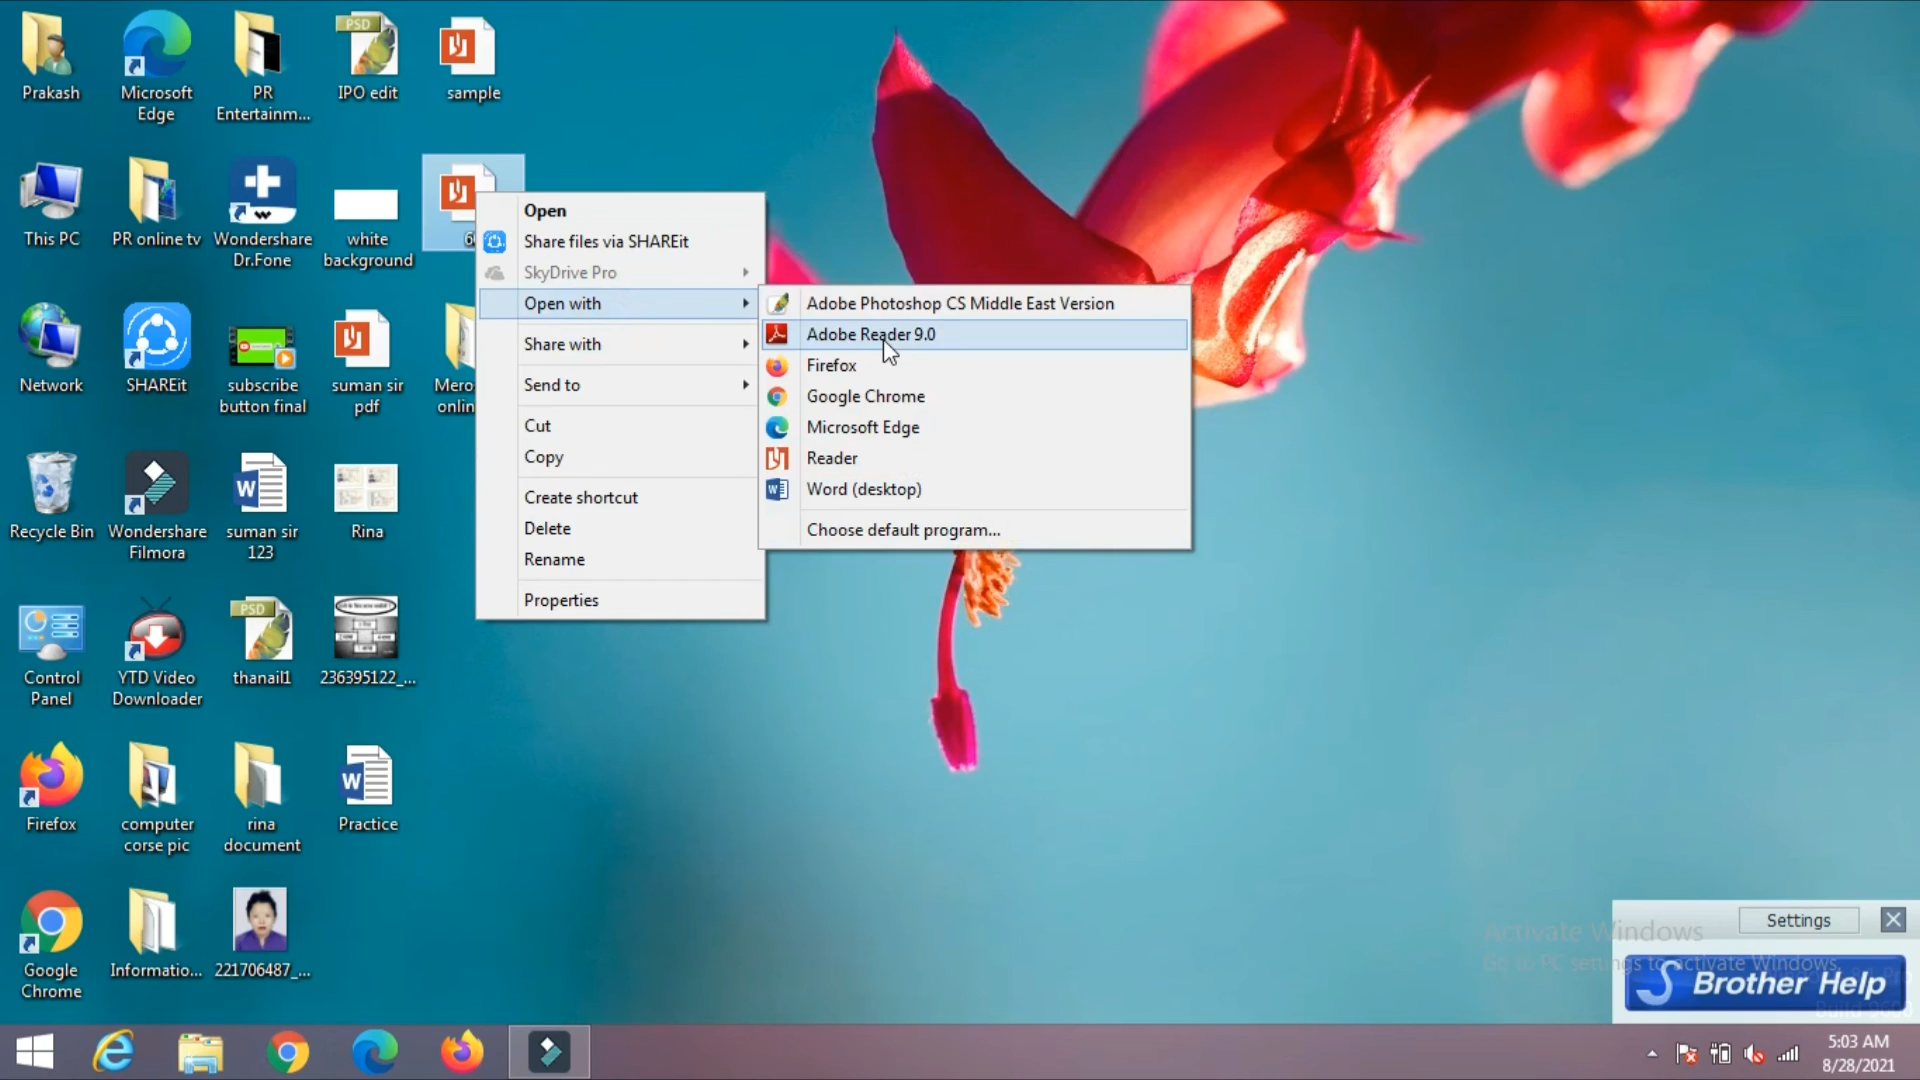 Prakash
Microsoft
Edge
PR
Entertainm...
PSD
IPO edit
sample
This PC
PR online tv
Wondershare
Dr.Fone
white
background
Network
SHAREit
subscribe
button final
suman sir
pdf
Recycle Bin
Wondershare
Filmora
suman sir
123
Rina
Control
Panel
YTD Video
Downloader
PSD
thanail1
236395122_...
Firefox
computer
corse pic
rina
document
Practice
Google
Chrome
Informatio...
221706487_...
Open
Share files via SHAREit
SkyDrive Pro
Open with
Share with
Send to
Cut
Copy
Create shortcut
Delete
Rename
Properties
Adobe Photoshop CS Middle East Version
Adobe Reader 9.0
Firefox
Google Chrome
Microsoft Edge
Reader
Word (desktop)
Choose default program...
Activate Windows
Go to PC settings to activate Windows.
Settings
Brother Help
5:03 AM
8/28/2021